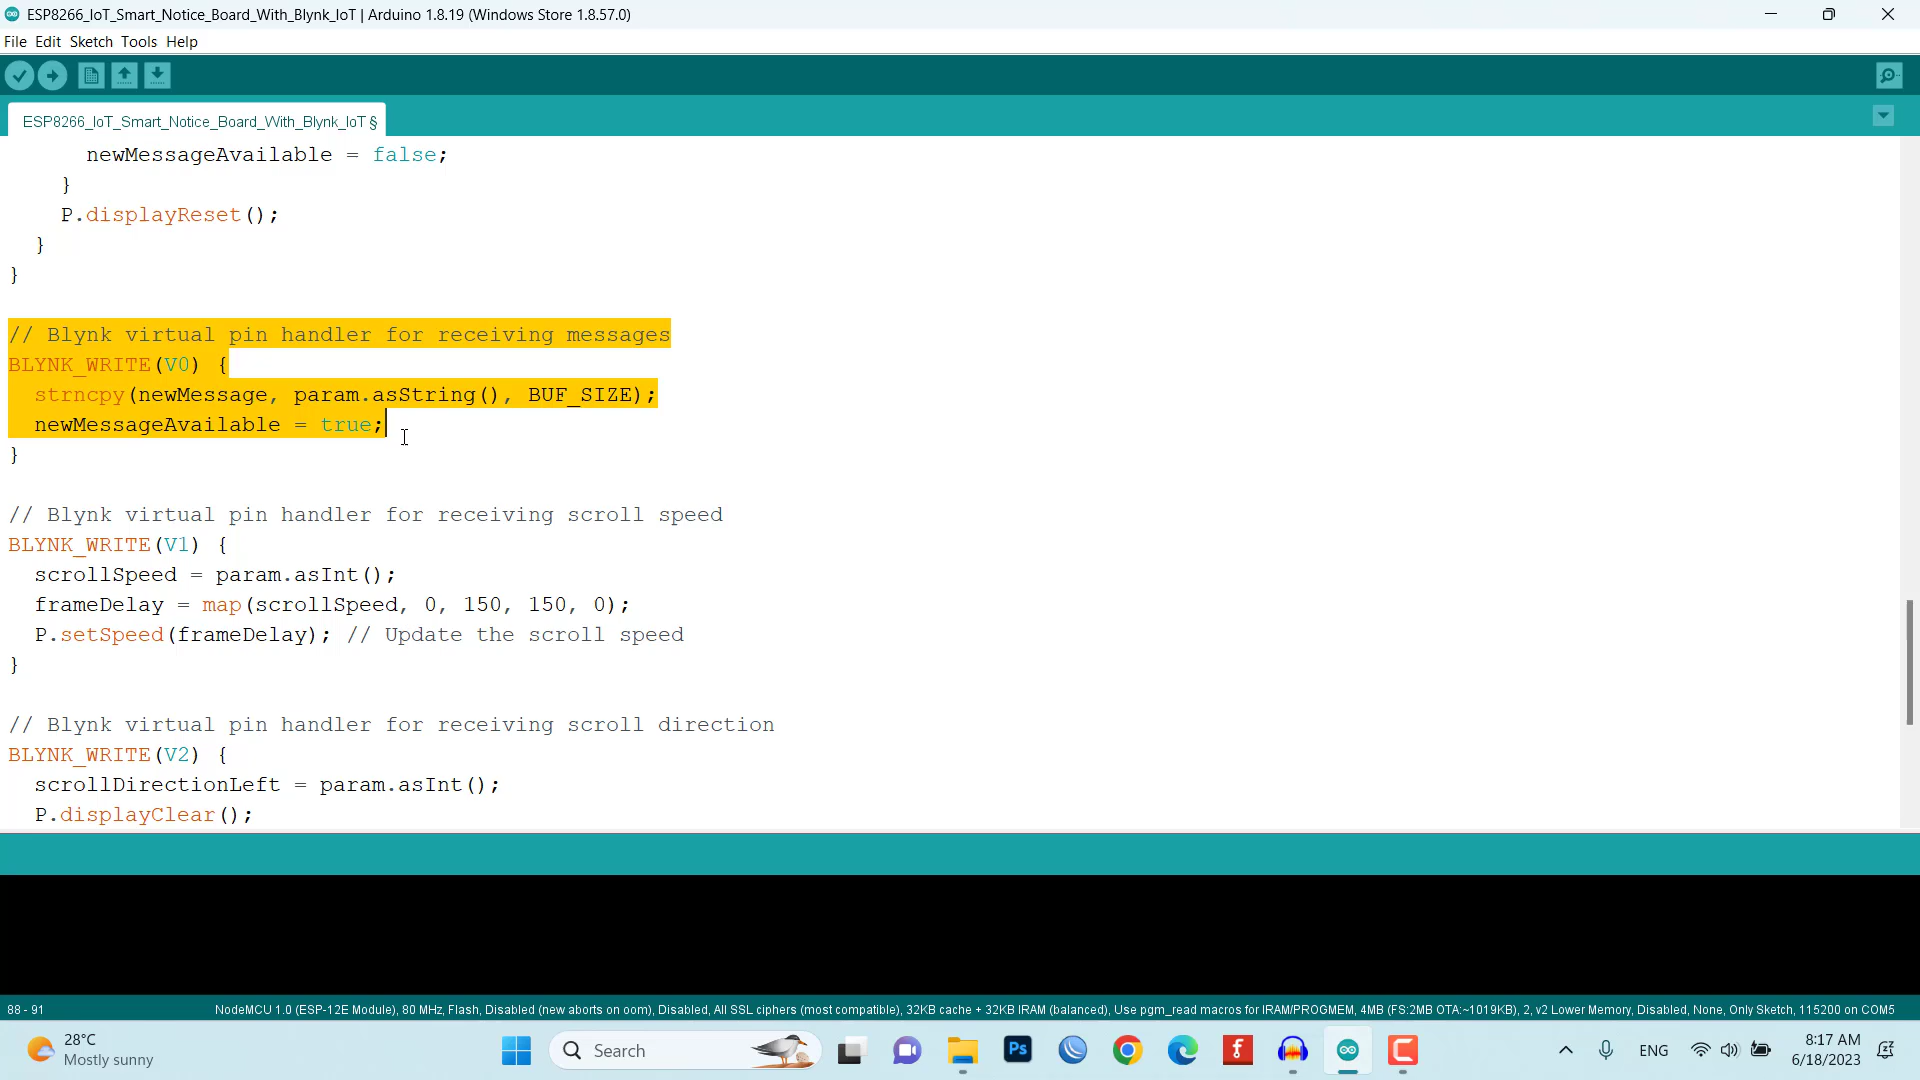 ESP8266_IoT_Smart_Notice_Board_With_Blynk_IoT | Arduino 1.8.19 (Windows Store 1.8.57.0)
File Edit Sketch Tools Help
ESP8266_IoT_Smart_Notice_Board_With_Blynk_IoT §
newMessageAvailable = false;
}
P.displayReset();
}
}
// Blynk virtual pin handler for receiving messages
BLYNK_WRITE(V0) {
strncpy(newMessage, param.asString(), BUF_SIZE);
newMessageAvailable = true;
}
// Blynk virtual pin handler for receiving scroll speed
BLYNK_WRITE(V1) {
scrollSpeed = param.asInt();
frameDelay = map(scrollSpeed, 0, 150, 150, 0);
P.setSpeed(frameDelay); // Update the scroll speed
}
// Blynk virtual pin handler for receiving scroll direction
BLYNK_WRITE(V2) {
scrollDirectionLeft = param.asInt();
P.displayClear();
88 - 91
NodeMCU 1.0 (ESP-12E Module), 80 MHz, Flash, Disabled (new aborts on oom), Disabled, All SSL ciphers (most compatible), 32KB cache + 32KB IRAM (balanced), Use pgm_read macros for IRAM/PROGMEM, 4MB (FS:2MB OTA:~1019KB), 2, v2 Lower Memory, Disabled, None, Only Sketch, 115200 on COM5
28°C
Mostly sunny
Search
Ps
ENG
8:17 AM
6/18/2023